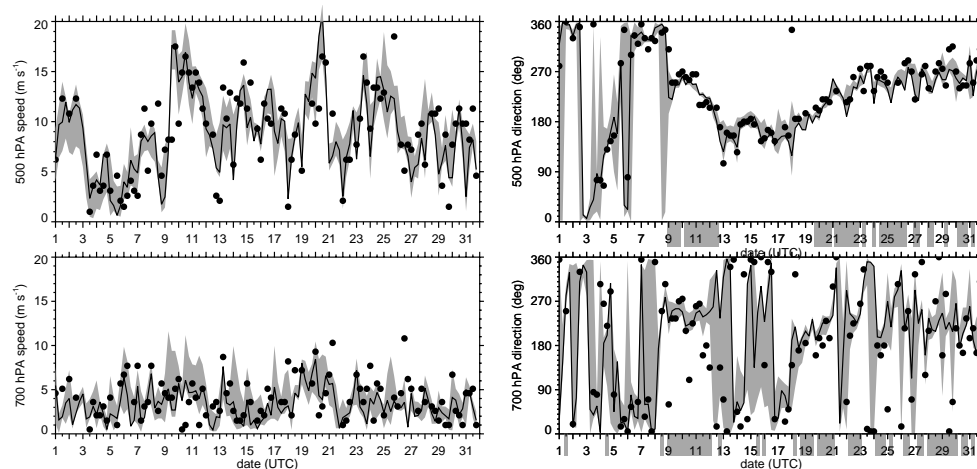 20
15
10
5
0
500 hPa speed (m s⁻¹)
1 3 5 7 9 11 13 15 17 19 21 23 25 27 29 31
360
270
180
90
0
500 hPA direction (deg)
1 3 5 7 9 11 13 15 17 19 21 23 25 27 29 31
date (UTC)
20
15
10
5
0
700 hPA speed (m s⁻¹)
1 3 5 7 9 11 13 15 17 19 21 23 25 27 29 31
date (UTC)
360
270
180
90
0
700 hPA direction (deg)
1 3 5 7 9 11 13 15 17 19 21 23 25 27 29 31
date (UTC)